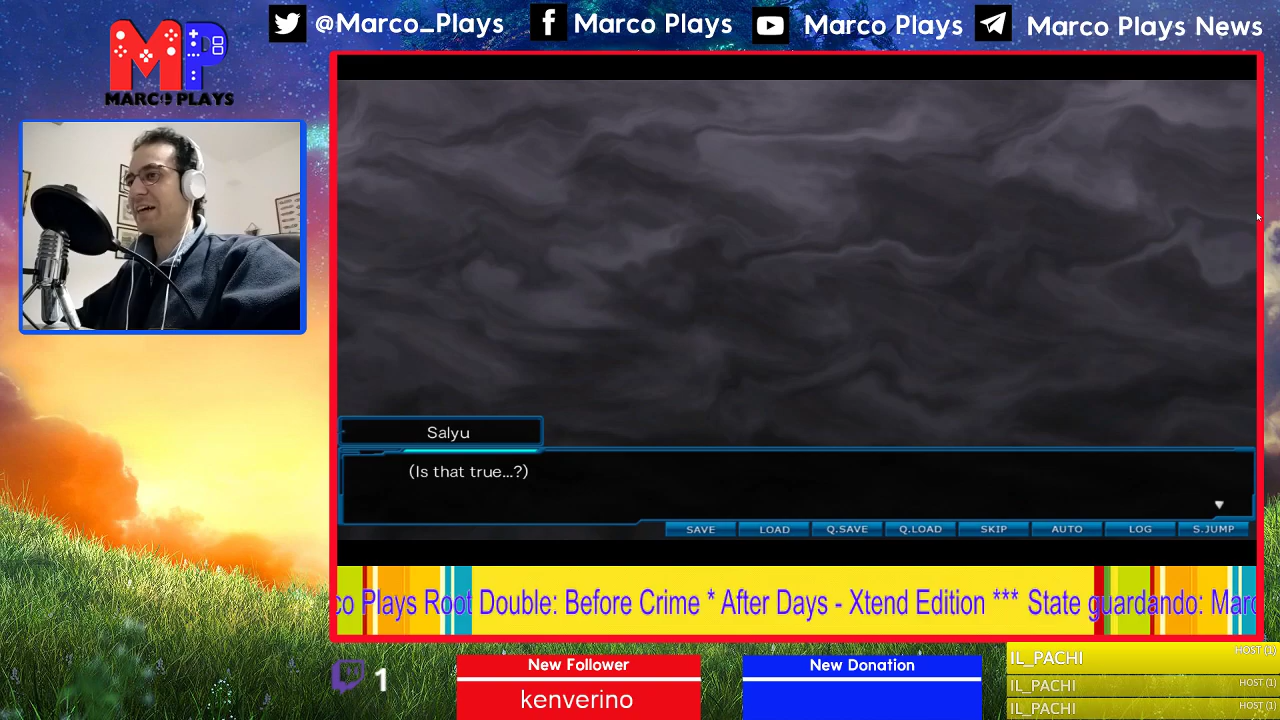 @Marco_Plays
Marco Plays
Marco Plays
Marco Plays News
MP
MARCO PLAYS
Salyu
(Is that true...?)
SAVE
LOAD
Q.SAVE
Q.LOAD
SKIP
AUTO
LOG
S.JUMP
co Plays Root Double: Before Crime * After Days - Xtend Edition *** State guardando: Marc
1
New Follower
kenverino
New Donation
IL_PACHI
HOST (1)
IL_PACHI
HOST (1)
IL_PACHI
HOST (1)